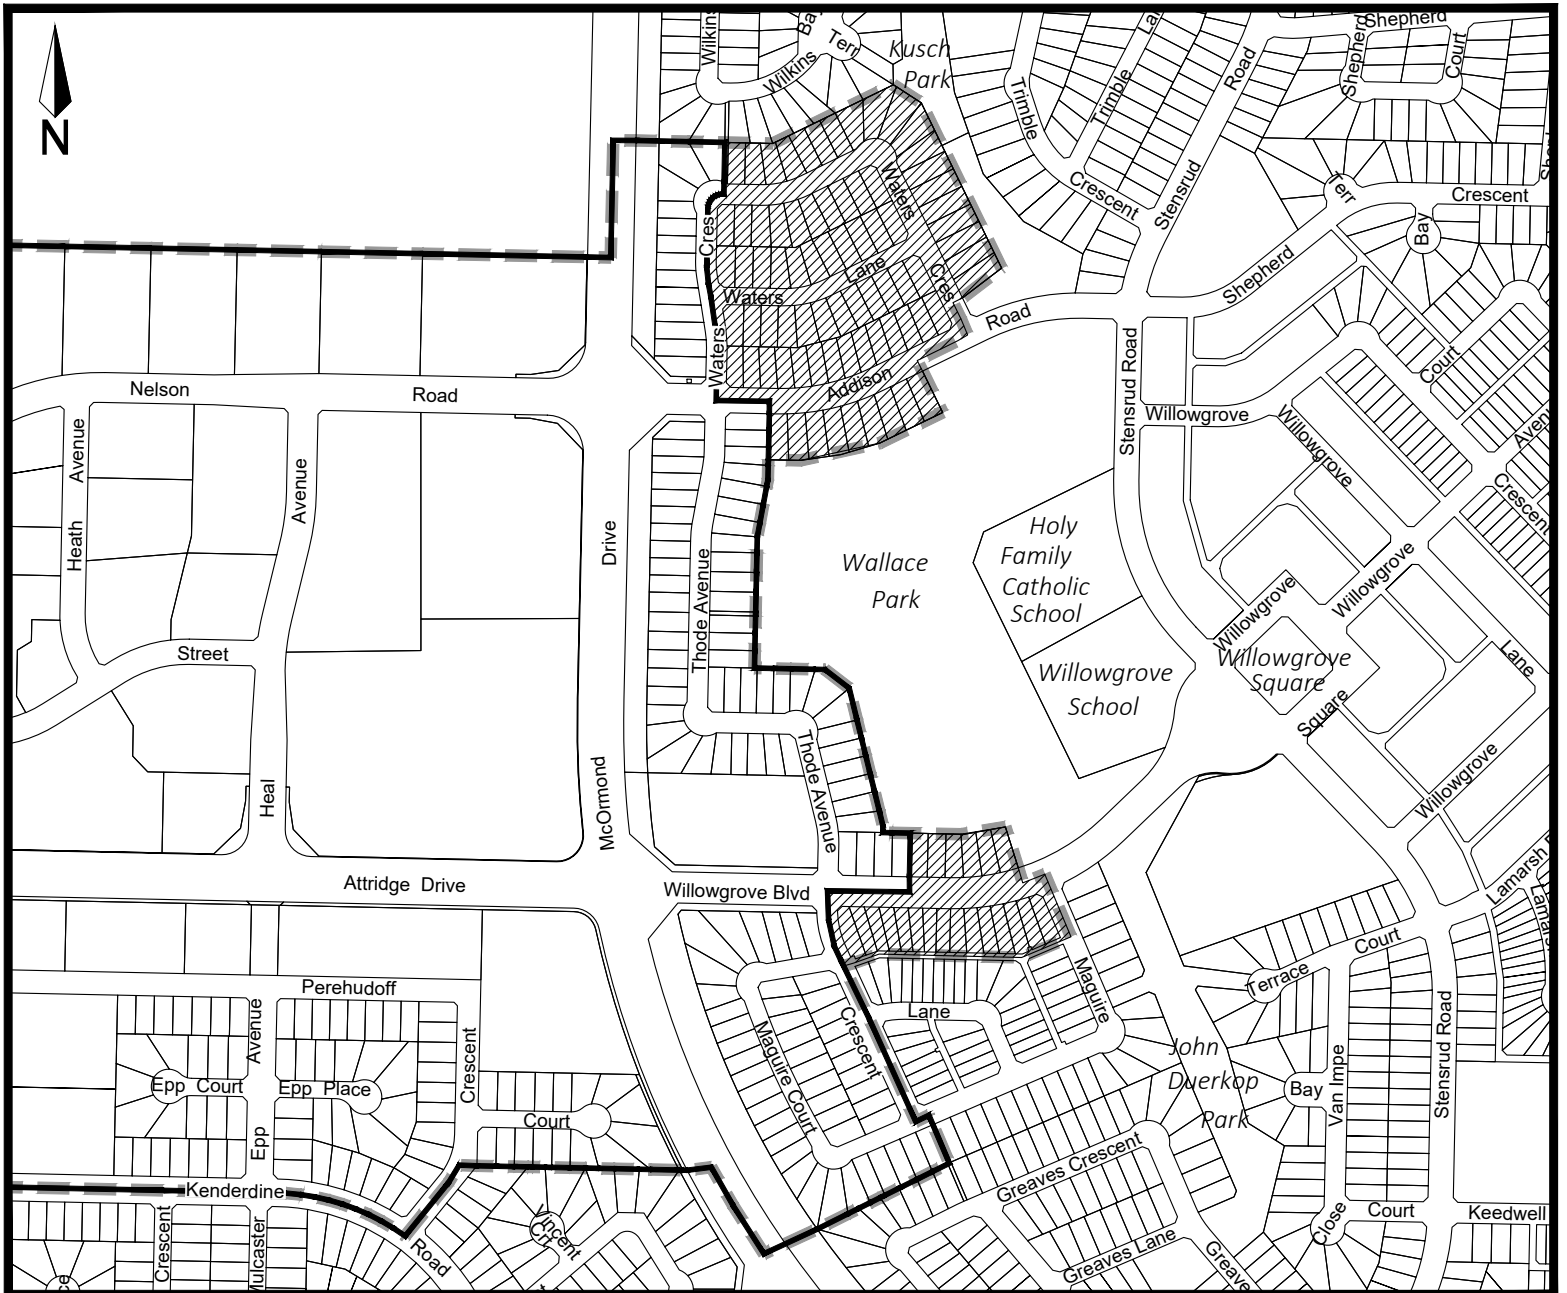 N
Wilkins
Bay
Terr
Wilkins
Kusch
Park
Trimble
Trimble
Crescent
Road
Stensrud
Shepherd
Shepherd
Court
Terr
Crescent
Bay
Shepherd
Waters
Cres
Lane
Waters
Cres
Waters
Addison
Road
Nelson
Road
Heath
Avenue
Avenue
Street
Heal
Drive
McOrmond
Thode Avenue
Thode Avenue
Wallace
Park
Holy
Family
Catholic
School
Willowgrove
School
Stensrud Road
Willowgrove
Willowgrove
Court
Crescent
Willowgrove
Willowgrove
Willowgrove
Square
Square
Lane
Willowgrove
Attridge Drive
Willowgrove Blvd
Perehudoff
Avenue
Epp Court
Epp Place
Epp
Crescent
Court
Kenderdine
Road
Crescent
Vincent
Crt
Maguire Court
Crescent
Lane
Maguire
John
Duerkop
Park
Greaves Crescent
Greaves Lane
Terrace
Court
Bay
Van Impe
Close
Court
Stensrud Road
Keedwell